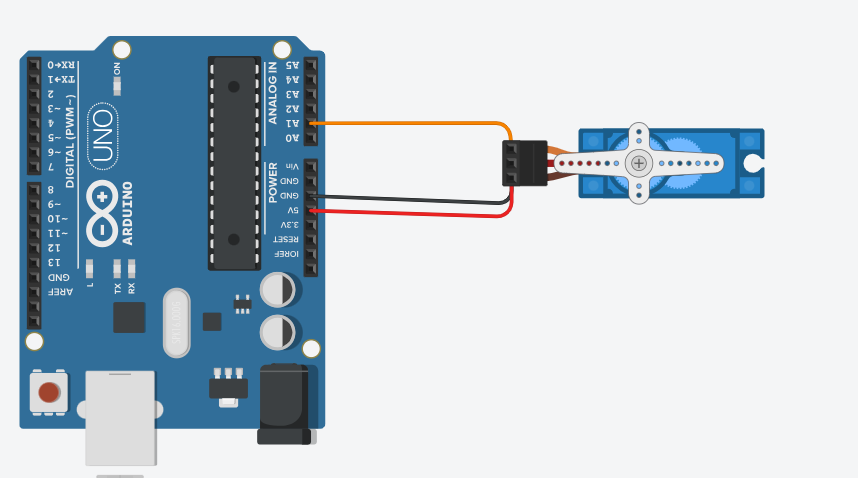 RX←0
TX→1
2
~3
4
~5
~6
7
DIGITAL (PWM~)
8
~9
~10
~11
12
13
GND
AREF
ON
UNO
ARDUINO
L
TX
RX
ANALOG IN
A5
A4
A3
A2
A1
A0
POWER
Vin
GND
GND
5V
3.3V
RESET
IOREF